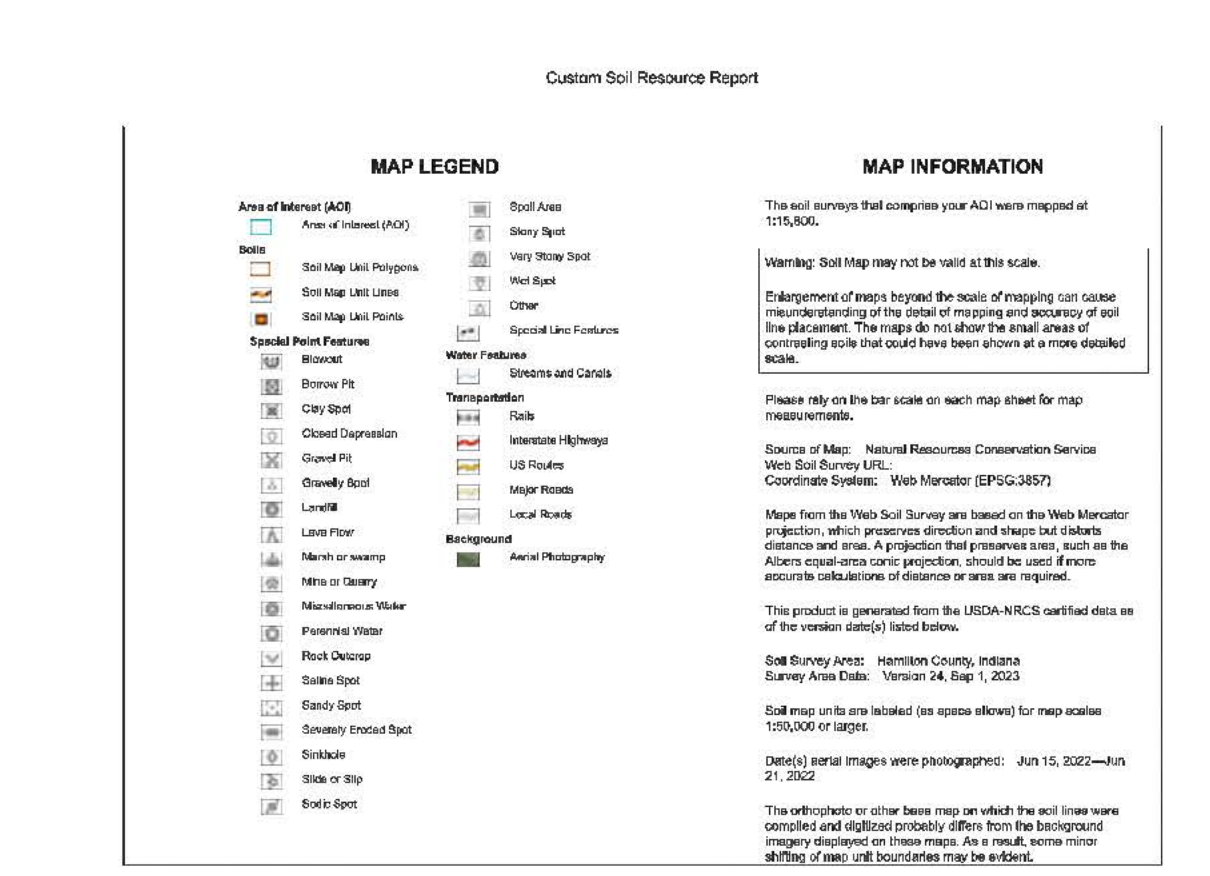 Custom Soil Resource Report
MAP LEGEND
Area of Interest (AOI)
Area of Interest (AOI)
Soils
Soil Map Unit Polygons
Soil Map Unit Lines
Soil Map Unit Points
Special Point Features
Blowout
Borrow Pit
Clay Spot
Closed Depression
Gravel Pit
Gravelly Spot
Landfill
Lava Flow
Marsh or swamp
Mine or Quarry
Miscellaneous Water
Perennial Water
Rock Outcrop
Saline Spot
Sandy Spot
Severely Eroded Spot
Sinkhole
Slide or Slip
Sodic Spot
Spoil Area
Stony Spot
Very Stony Spot
Wet Spot
Other
Special Line Features
Water Features
Streams and Canals
Transportation
Rails
Interstate Highways
US Routes
Major Roads
Local Roads
Background
Aerial Photography
MAP INFORMATION
The soil surveys that comprise your AOI were mapped at
1:15,800.
Warning: Soil Map may not be valid at this scale.
Enlargement of maps beyond the scale of mapping can cause
misunderstanding of the detail of mapping and accuracy of soil
line placement. The maps do not show the small areas of
contrasting soils that could have been shown at a more detailed
scale.
Please rely on the bar scale on each map sheet for map
measurements.
Source of Map: Natural Resources Conservation Service
Web Soil Survey URL:
Coordinate System: Web Mercator (EPSG:3857)
Maps from the Web Soil Survey are based on the Web Mercator
projection, which preserves direction and shape but distorts
distance and area. A projection that preserves area, such as the
Albers equal-area conic projection, should be used if more
accurate calculations of distance or area are required.
This product is generated from the USDA-NRCS certified data as
of the version date(s) listed below.
Soil Survey Area: Hamilton County, Indiana
Survey Area Data: Version 24, Sep 1, 2023
Soil map units are labeled (as space allows) for map scales
1:50,000 or larger.
Date(s) aerial images were photographed: Jun 15, 2022—Jun
21, 2022
The orthophoto or other base map on which the soil lines were
compiled and digitized probably differs from the background
imagery displayed on these maps. As a result, some minor
shifting of map unit boundaries may be evident.